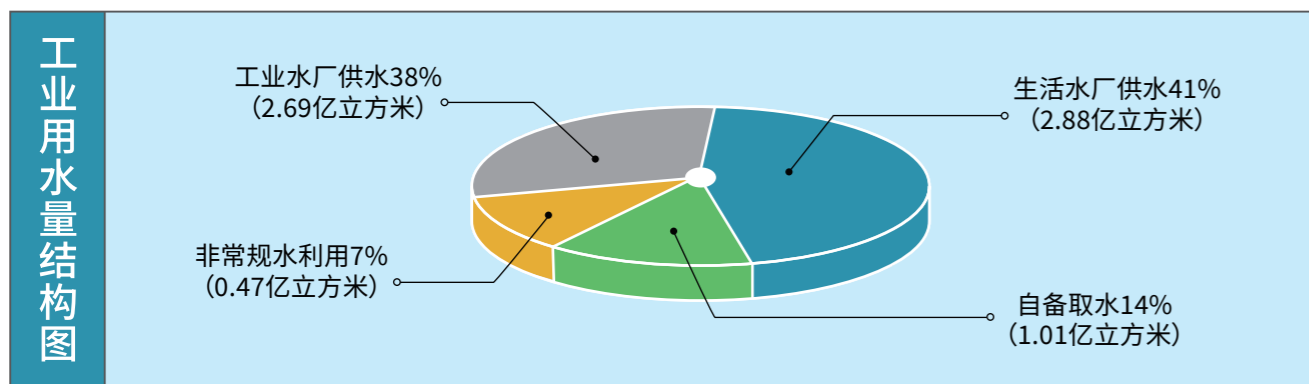 工业用水量结构图
工业水厂供水38%
（2.69亿立方米）
生活水厂供水41%
（2.88亿立方米）
非常规水利用7%
（0.47亿立方米）
自备取水14%
（1.01亿立方米）